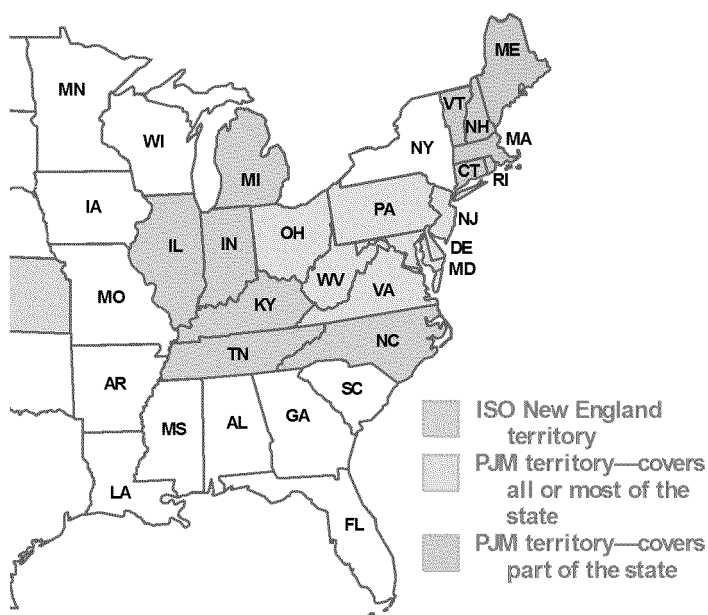 ME
MN
VT
NH
MA
WI
NY
CT
RI
MI
IA
PA
NJ
OH
IL
IN
DE
MD
WV
VA
MO
KY
NC
TN
AR
SC
MS
AL
GA
LA
FL
ISO New England
territory
PJM territory—covers
all or most of the
state
PJM territory—covers
part of the state